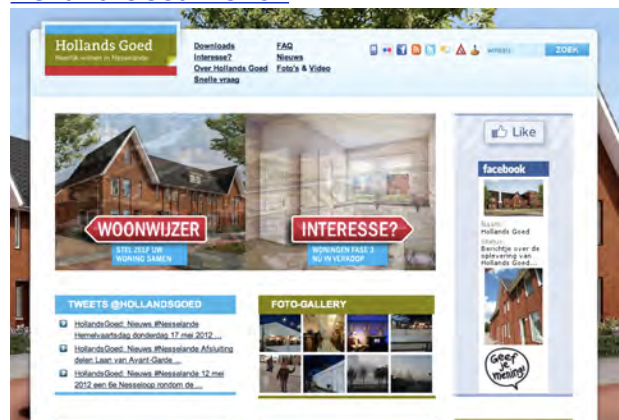 Hollands Goed
Heerlijk wonen in Nesselande
Downloads
Interesse?
Over Hollands Goed
Snelle vraag
FAQ
Nieuws
Foto's & Video
ZOEK
WOONWIJZER
STEL ZELF UW
WONING SAMEN
INTERESSE?
WONINGEN FASE 3
NU IN VERKOOP
Like
facebook
Naam:
Hollands Goed
Status:
Berichtje over de
oplevering van
Hollands Goed...
Geef
je
mening!
TWEETS @HOLLANDSGOED
HollandsGoed: Nieuws #Nesselande
Hemelvaartsdag donderdag 17 mei 2012 ...
HollandsGoed: Nieuws #Nesselande Afsluiting
delen Laan van Avant-Garde ...
HollandsGoed: Nieuws #Nesselande 12 mei
2012 een 6e Nesseloop rondom de ...
FOTO-GALLERY